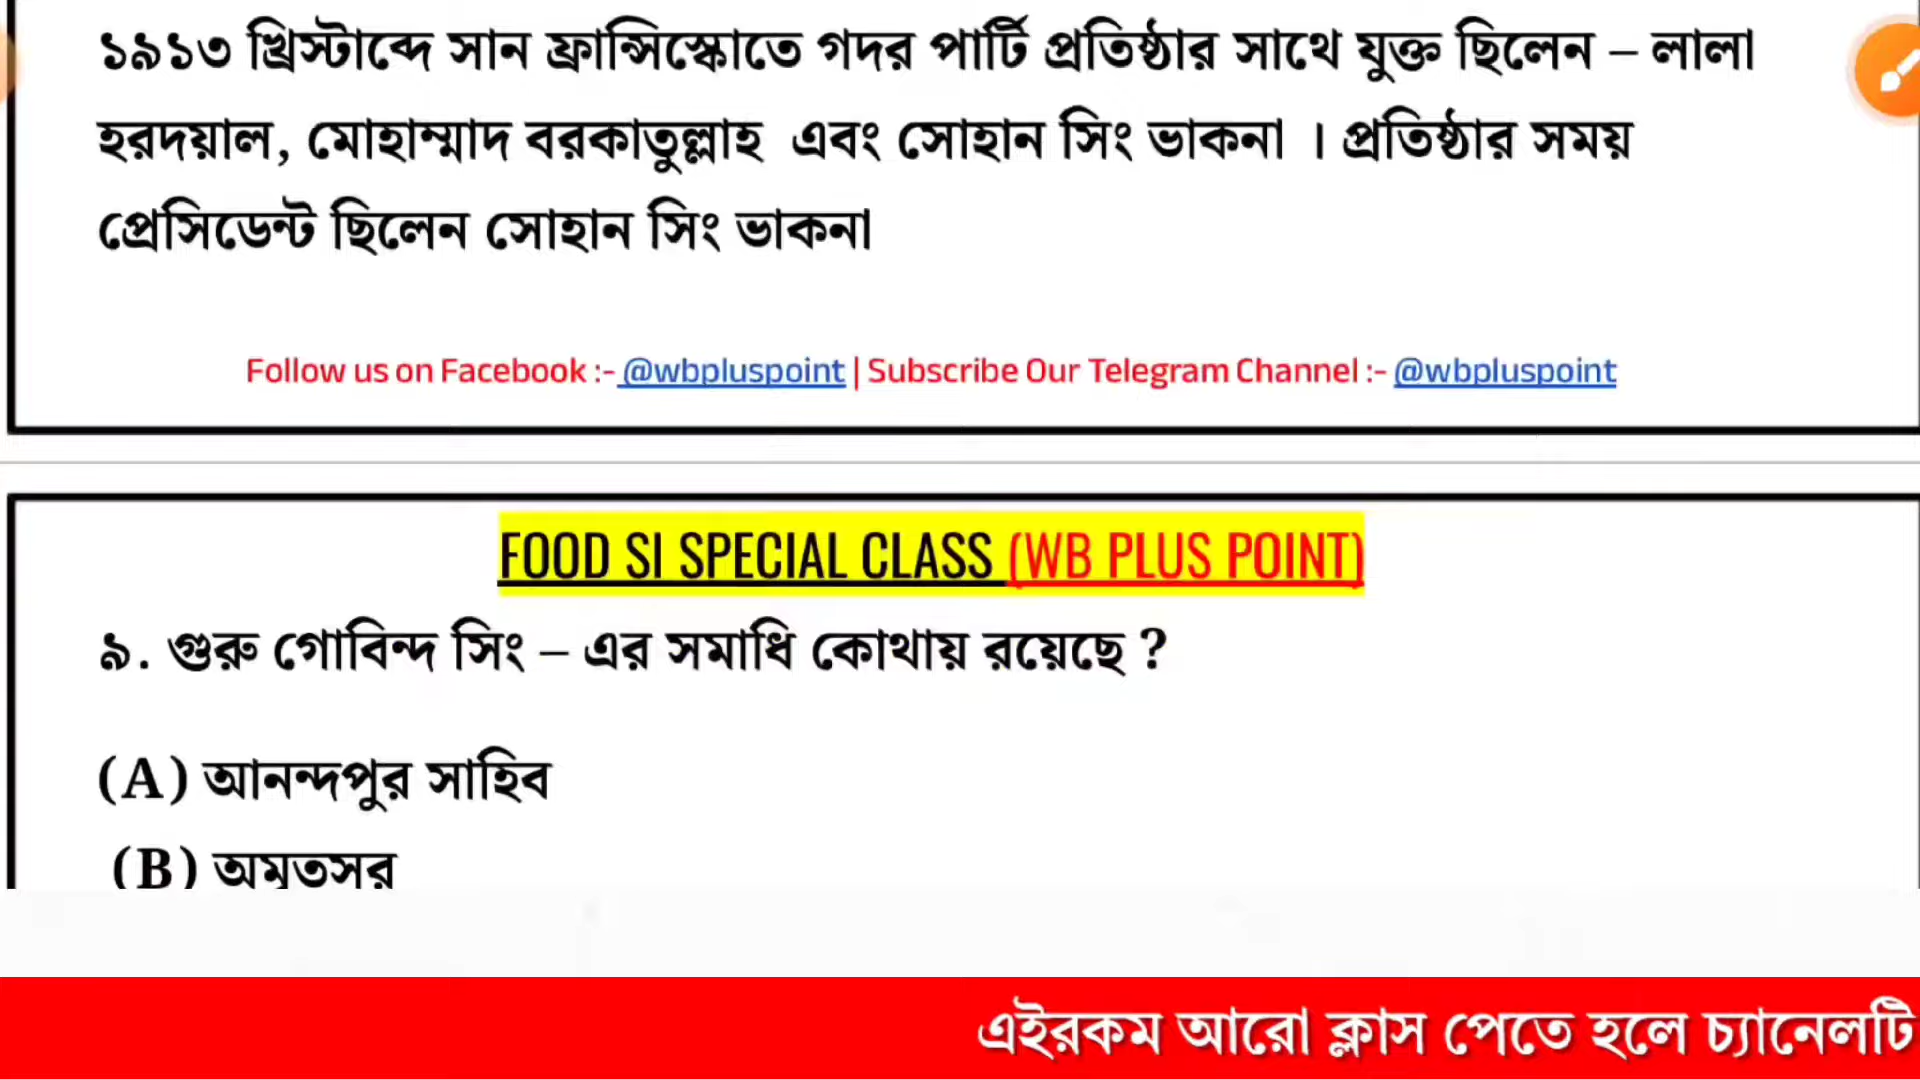 ১৯১৩ খ্রিস্টাব্দে সান ফ্রান্সিস্কোতে গদর পার্টি প্রতিষ্ঠার সাথে যুক্ত ছিলেন – লালা
হরদয়াল, মোহাম্মাদ বরকাতুল্লাহ এবং সোহান সিং ভাকনা । প্রতিষ্ঠার সময়
প্রেসিডেন্ট ছিলেন সোহান সিং ভাকনা
Follow us on Facebook :- @wbpluspoint | Subscribe Our Telegram Channel :- @wbpluspoint
FOOD SI SPECIAL CLASS (WB PLUS POINT)
৯. গুরু গোবিন্দ সিং – এর সমাধি কোথায় রয়েছে ?
(A) আনন্দপুর সাহিব
(B) অমৃতসর
এইরকম আরো ক্লাস পেতে হলে চ্যানেলটি